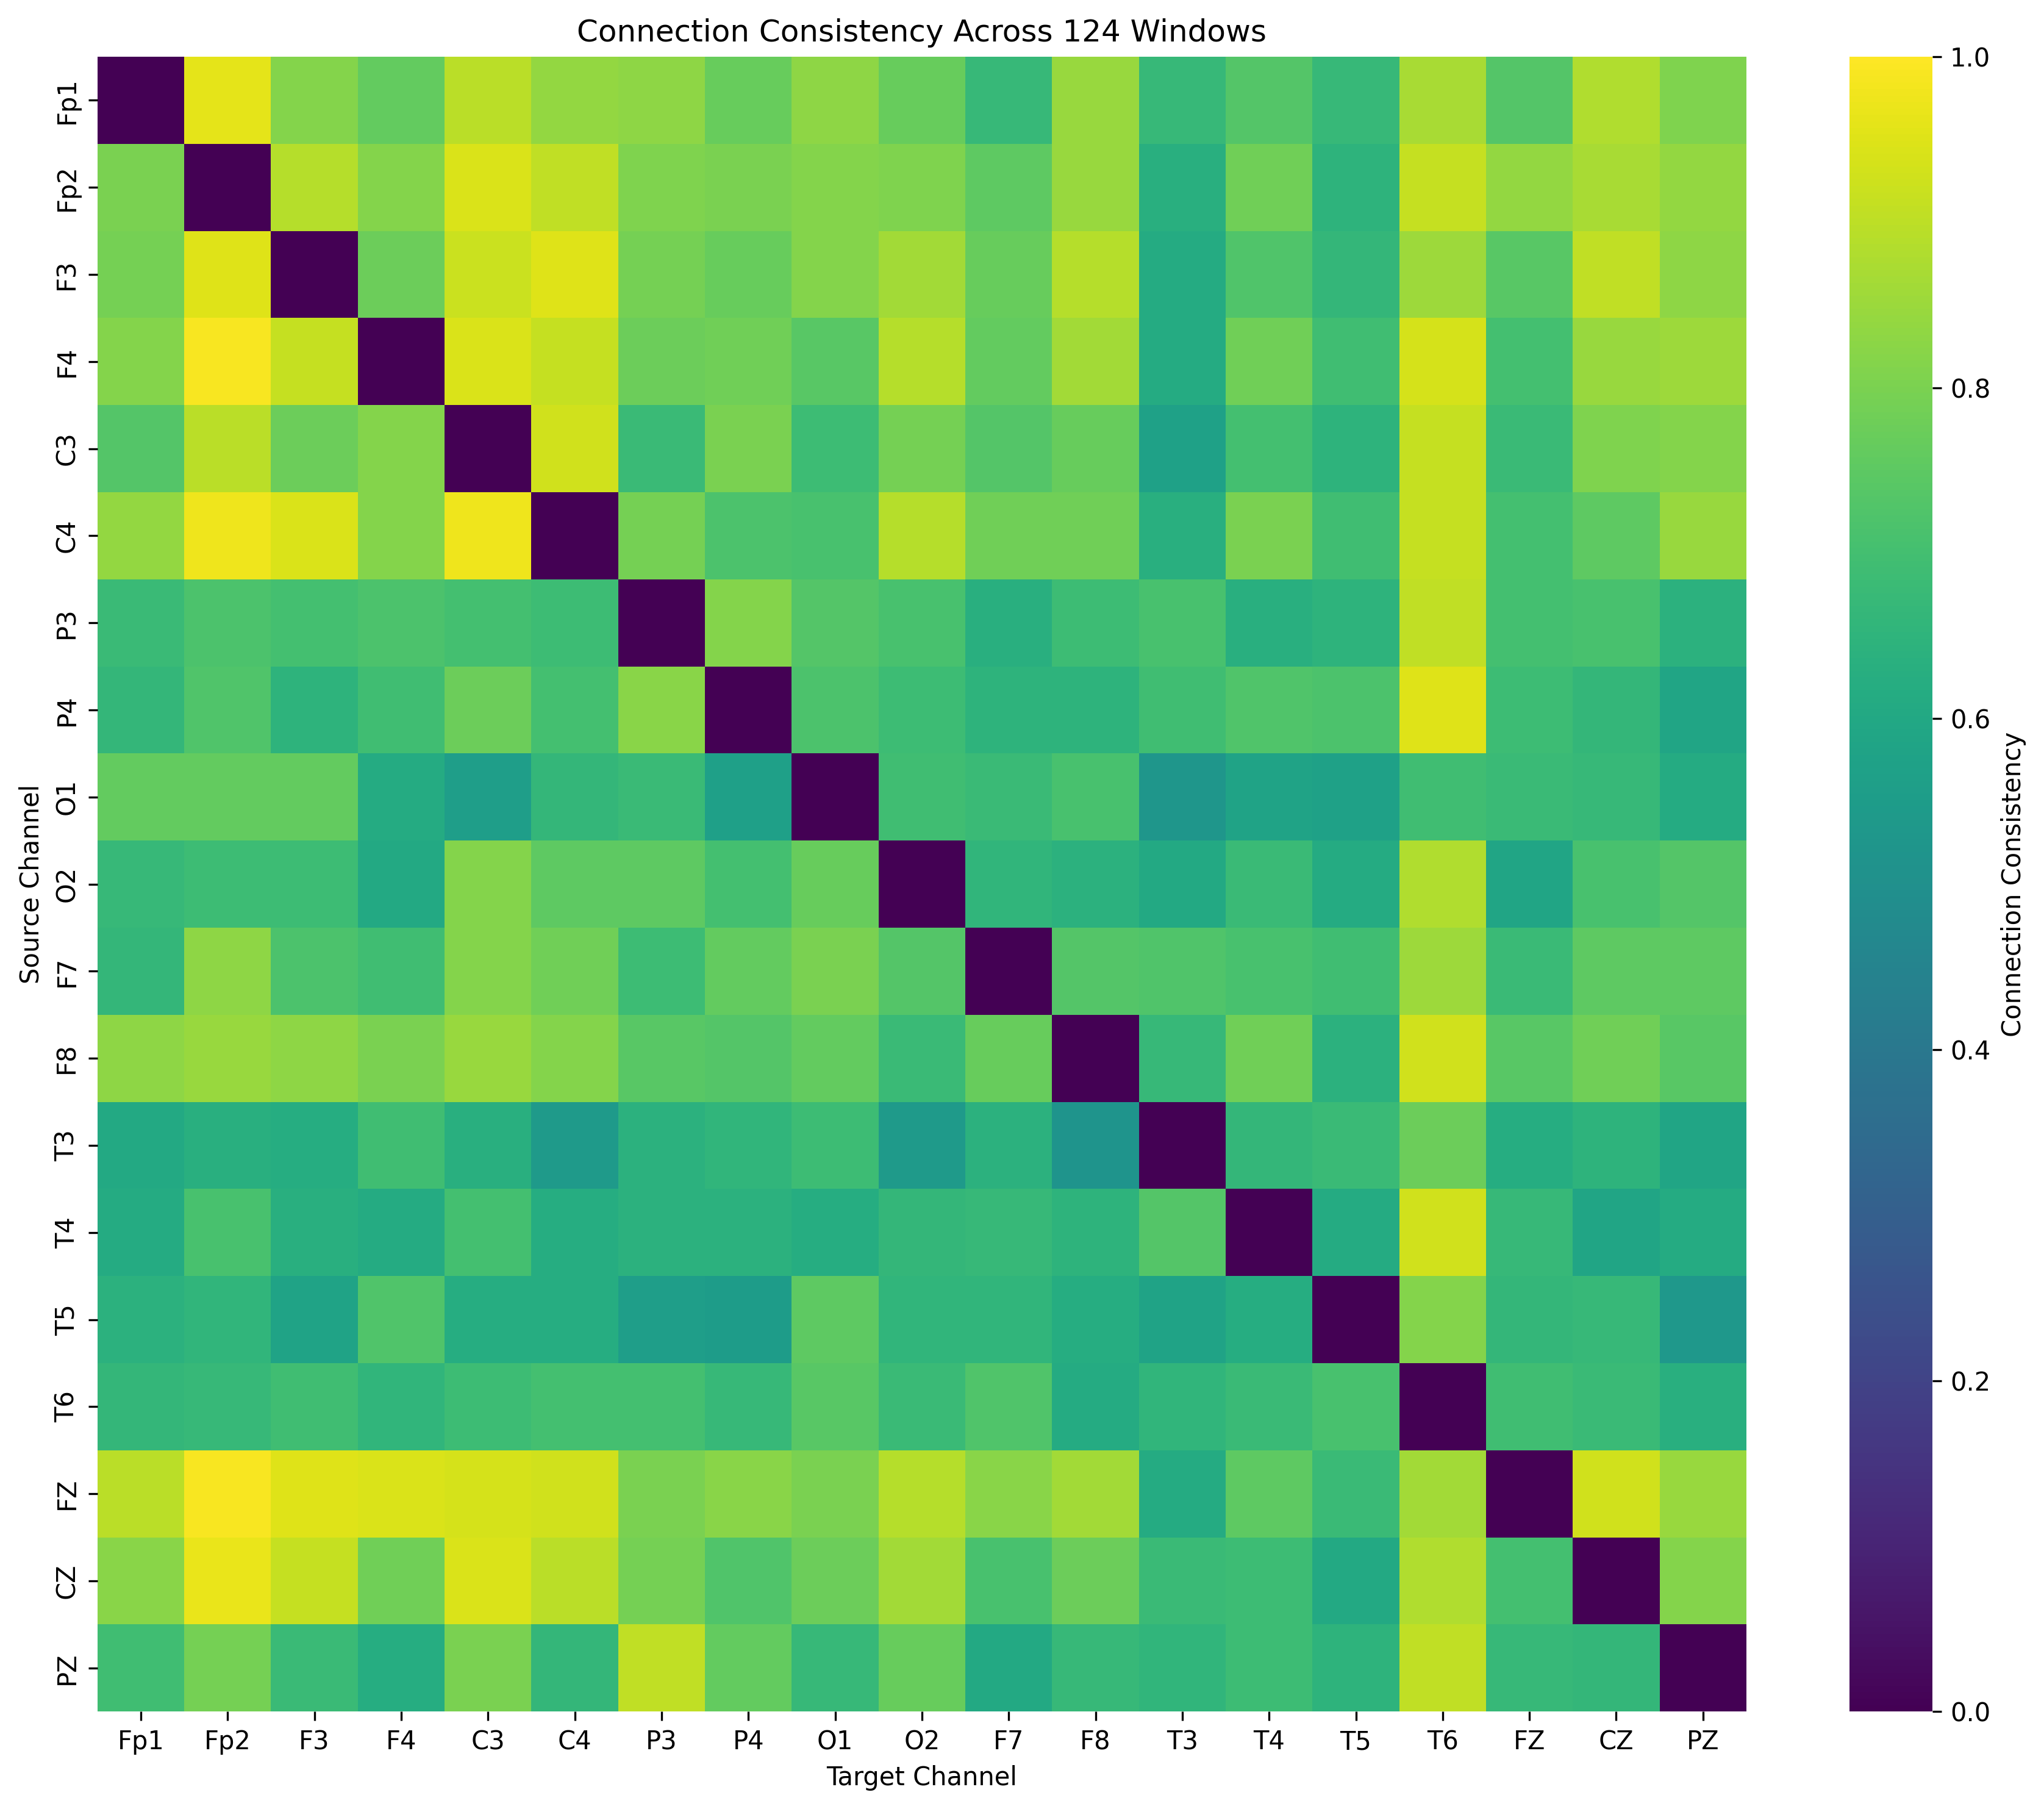 Connection Consistency Across 124 Windows
Source Channel
Fp1
Fp2
F3
F4
C3
C4
P3
P4
O1
O2
F7
F8
T3
T4
T5
T6
FZ
CZ
PZ
Fp1 Fp2 F3 F4 C3 C4 P3 P4 O1 O2 F7 F8 T3 T4 T5 T6 FZ CZ PZ
Target Channel
1.0
0.8
0.6
0.4
0.2
0.0
Connection Consistency